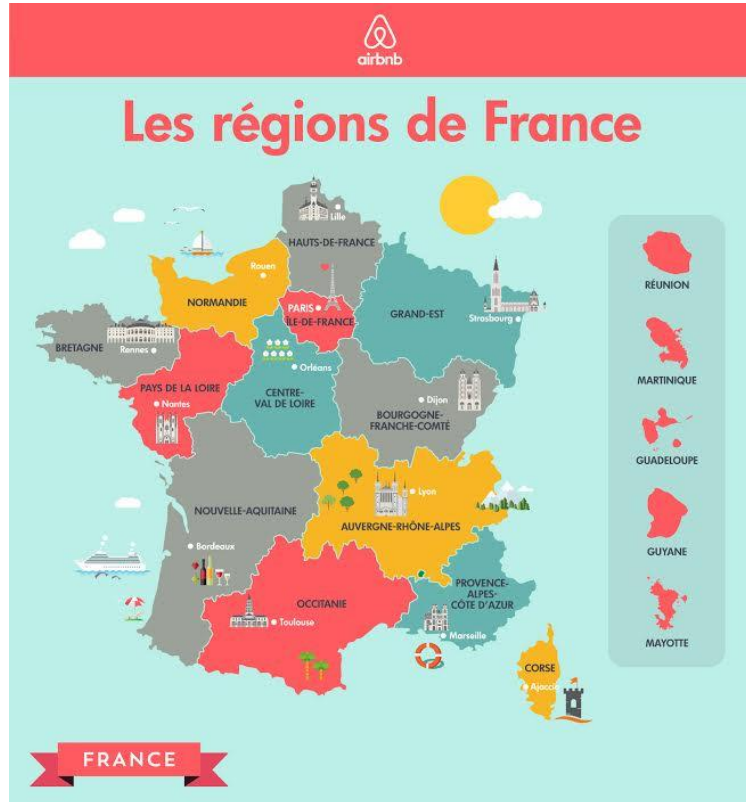 airbnb
Les régions de France
Lille
HAUTS-DE-FRANCE
Rouen
NORMANDIE
PARIS
ÎLE-DE-FRANCE
GRAND-EST
Strasbourg
BRETAGNE
Rennes
PAYS DE LA LOIRE
Nantes
Orléans
CENTRE-
VAL DE LOIRE
Dijon
BOURGOGNE-
FRANCHE-COMTÉ
NOUVELLE-AQUITAINE
Bordeaux
Lyon
AUVERGNE-RHÔNE-ALPES
OCCITANIE
Toulouse
PROVENCE-
ALPES-
CÔTE D'AZUR
Marseille
CORSE
Ajaccio
RÉUNION
MARTINIQUE
GUADELOUPE
GUYANE
MAYOTTE
FRANCE